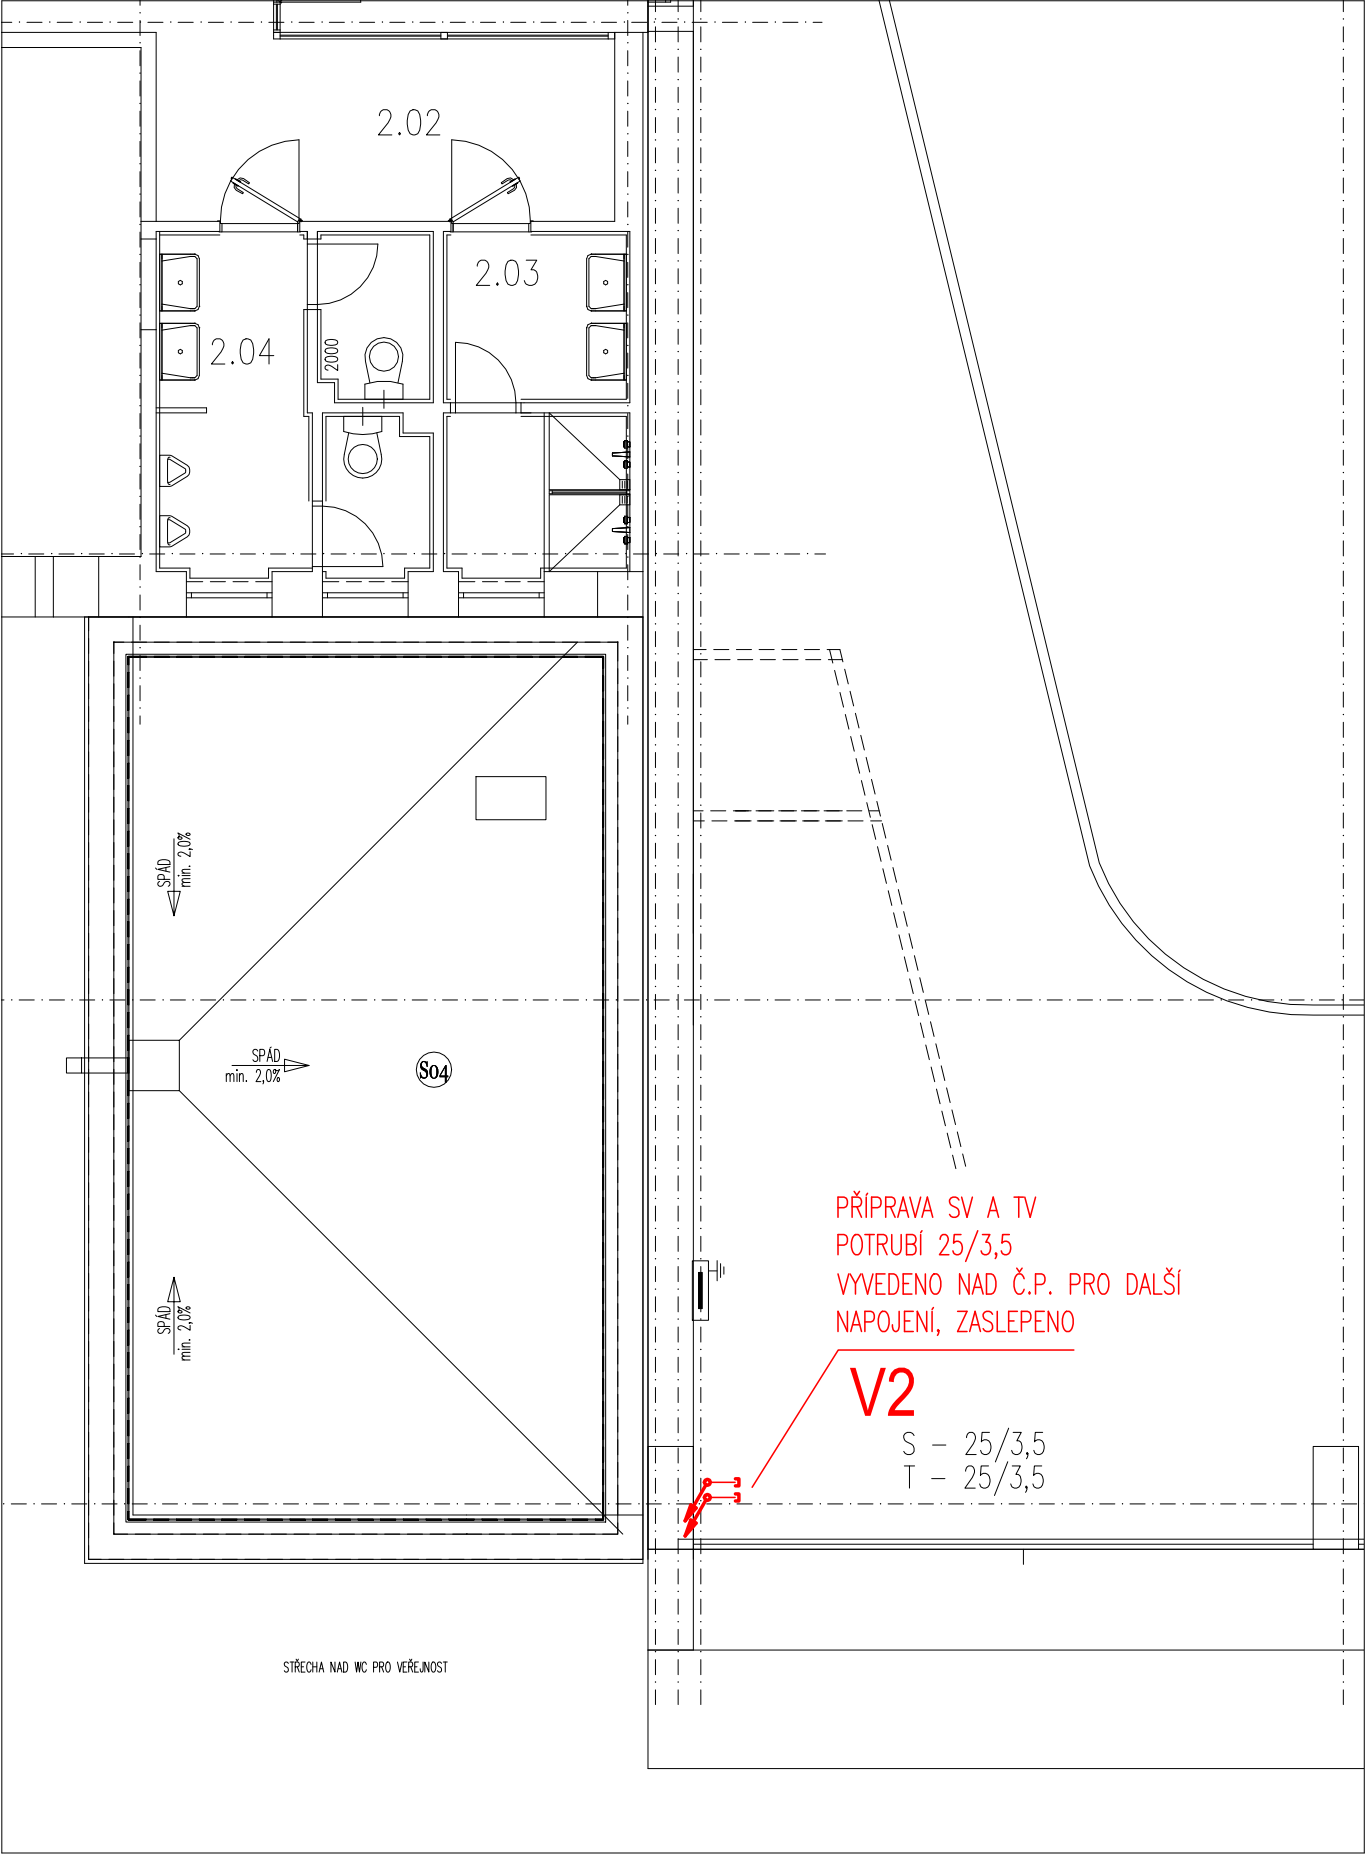 2.02
2.03
2.04
2000
SPÁD
min. 2,0%
SPÁD
min. 2,0%
S04
PŘÍPRAVA SV A TV
POTRUBÍ 25/3,5
VYVEDENO NAD Č.P. PRO DALŠÍ
NAPOJENÍ, ZASLEPENO
SPÁD
min. 2,0%
V2
S – 25/3,5
T – 25/3,5
STŘECHA NAD WC PRO VEŘEJNOST